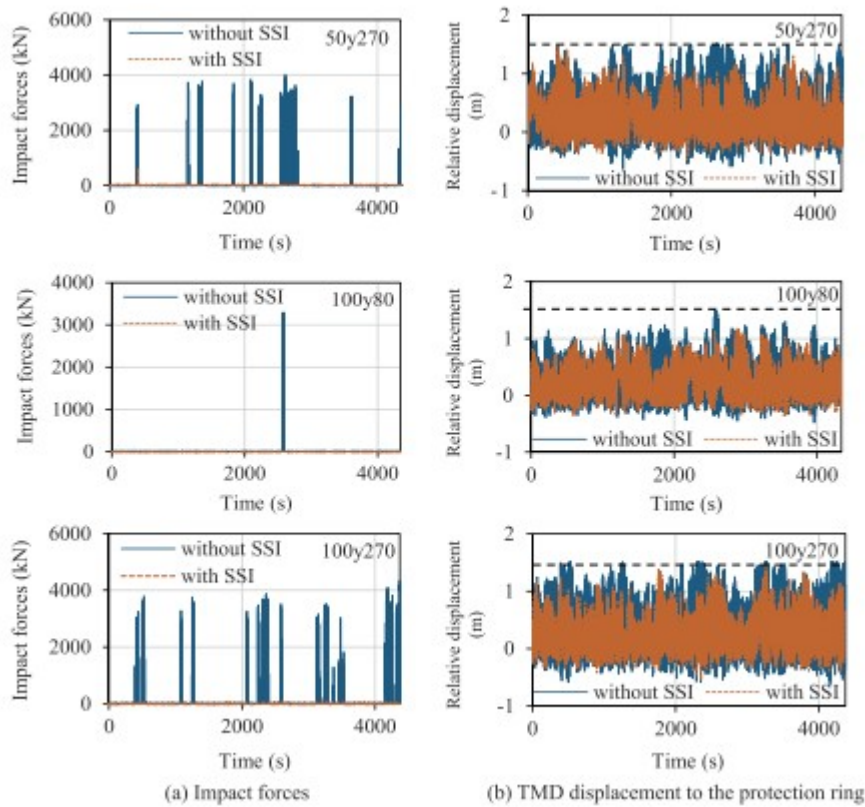 6000
4000
2000
0
Impact forces (kN)
without SSI
with SSI
50y270
0
2000
4000
Time (s)
2
1
0
-1
Relative displacement
(m)
50y270
without SSI
with SSI
0
2000
4000
Time (s)
4000
3000
2000
1000
0
Impact forces (kN)
without SSI
with SSI
100y80
0
2000
4000
Time (s)
2
1
0
-1
Relative displacement
(m)
100y80
without SSI
with SSI
0
2000
4000
Time (s)
6000
4000
2000
0
Impact forces (kN)
without SSI
with SSI
100y270
0
2000
4000
Time (s)
2
1
0
-1
Relative displacement
(m)
100y270
without SSI
with SSI
0
2000
4000
Time (s)
(a) Impact forces
(b) TMD displacement to the protection ring